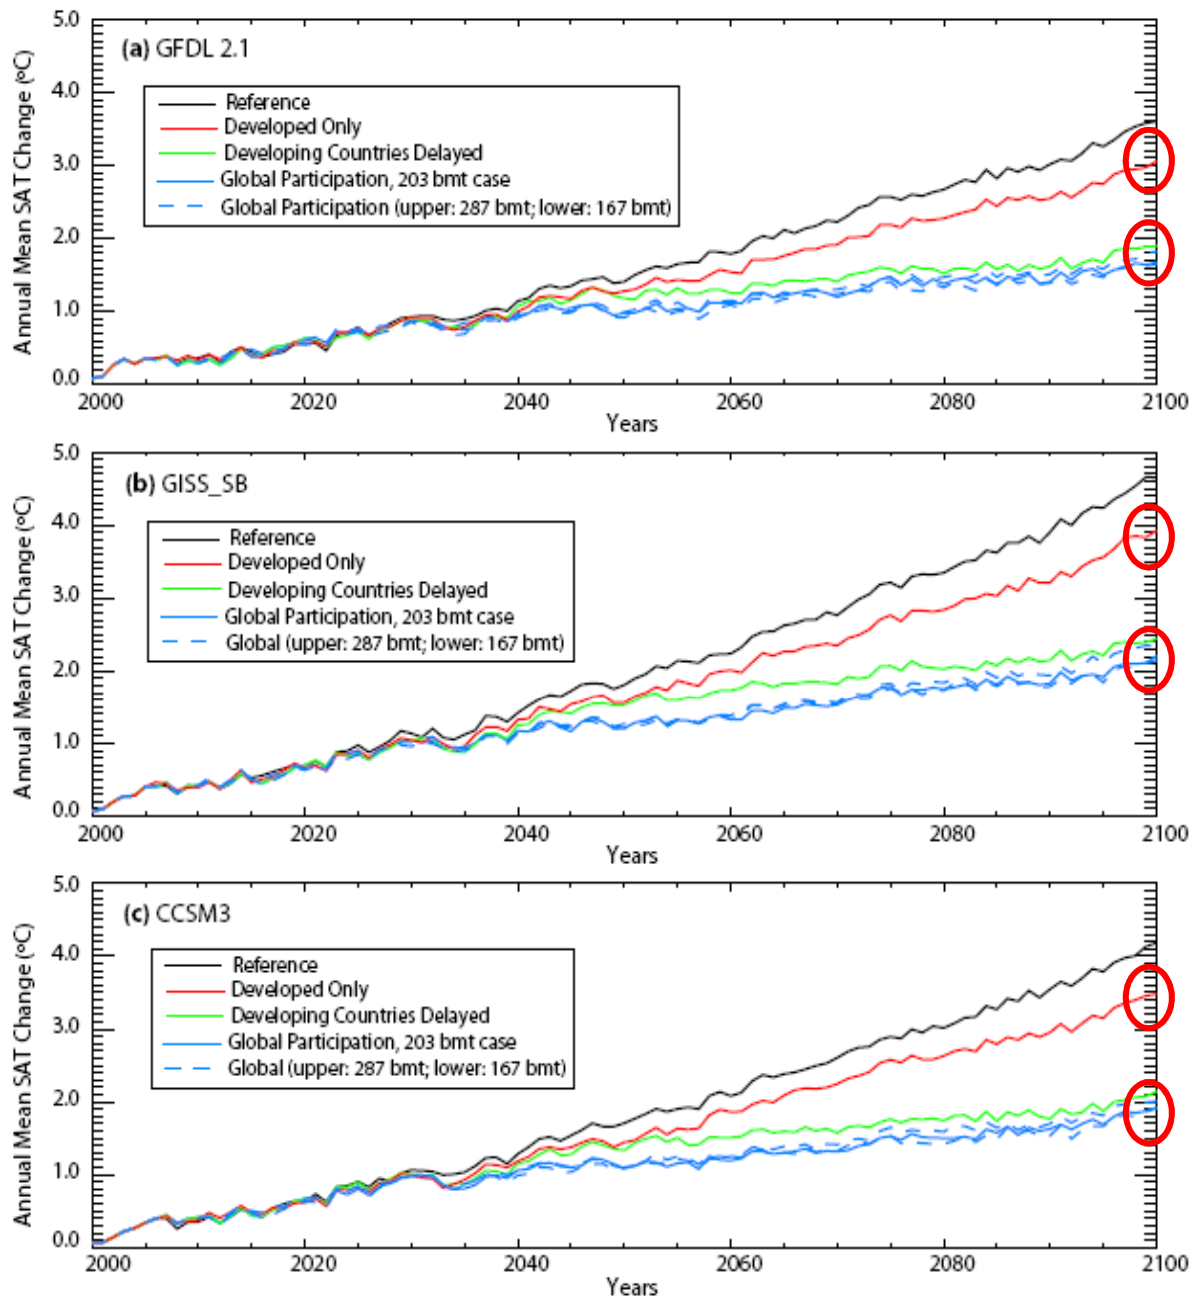 (a) GFDL 2.1
Annual Mean SAT Change (ºC)
5.0
4.0
3.0
2.0
1.0
0.0
Reference
Developed Only
Developing Countries Delayed
Global Participation, 203 bmt case
Global Participation (upper: 287 bmt; lower: 167 bmt)
2000 2020 2040 2060 2080 2100
Years
(b) GISS_SB
Annual Mean SAT Change (ºC)
5.0
4.0
3.0
2.0
1.0
0.0
Reference
Developed Only
Developing Countries Delayed
Global Participation, 203 bmt case
Global (upper: 287 bmt; lower: 167 bmt)
2000 2020 2040 2060 2080 2100
Years
(c) CCSM3
Annual Mean SAT Change (ºC)
5.0
4.0
3.0
2.0
1.0
0.0
Reference
Developed Only
Developing Countries Delayed
Global Participation, 203 bmt case
Global (upper: 287 bmt; lower: 167 bmt)
2000 2020 2040 2060 2080 2100
Years